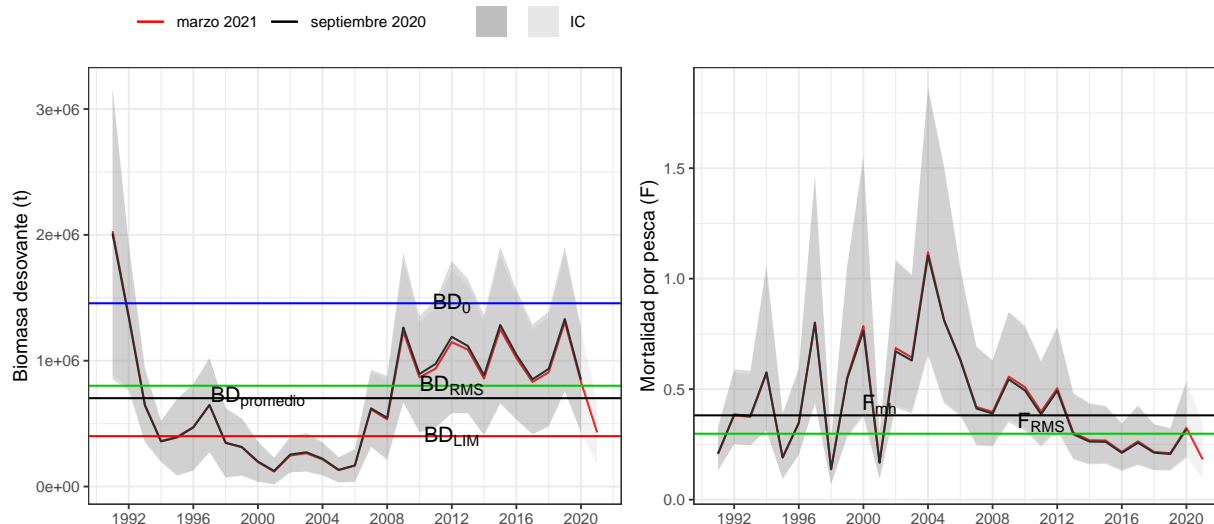 marzo 2021 septiembre 2020 IC
Biomasa desovante (t)
3e+06
2e+06
1e+06
0e+00
BD0
BDRMS
BDpromedio
BDLIM
1992 1996 2000 2004 2008 2012 2016 2020
Mortalidad por pesca (F)
1.5
1.0
0.5
0.0
Fmh
FRMS
1992 1996 2000 2004 2008 2012 2016 2020